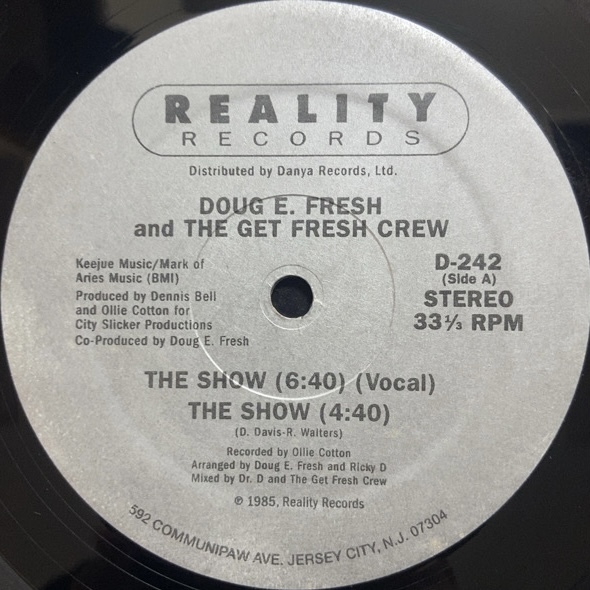 REALITY
RECORDS
Distributed by Danya Records, Ltd.
DOUG E. FRESH
and THE GET FRESH CREW
Keejue Music/Mark of
Aries Music (BMI)
Produced by Dennis Bell
and Ollie Cotton for
City Slicker Productions
Co-Produced by Doug E. Fresh
D-242
(Side A)
STEREO
33⅓ RPM
THE SHOW (6:40) (Vocal)
THE SHOW (4:40)
(D. Davis-R. Walters)
Recorded by Ollie Cotton
Arranged by Doug E. Fresh and Ricky D
Mixed by Dr. D and The Get Fresh Crew
℗ 1985, Reality Records
592 COMMUNIPAW AVE. JERSEY CITY, N.J. 07304